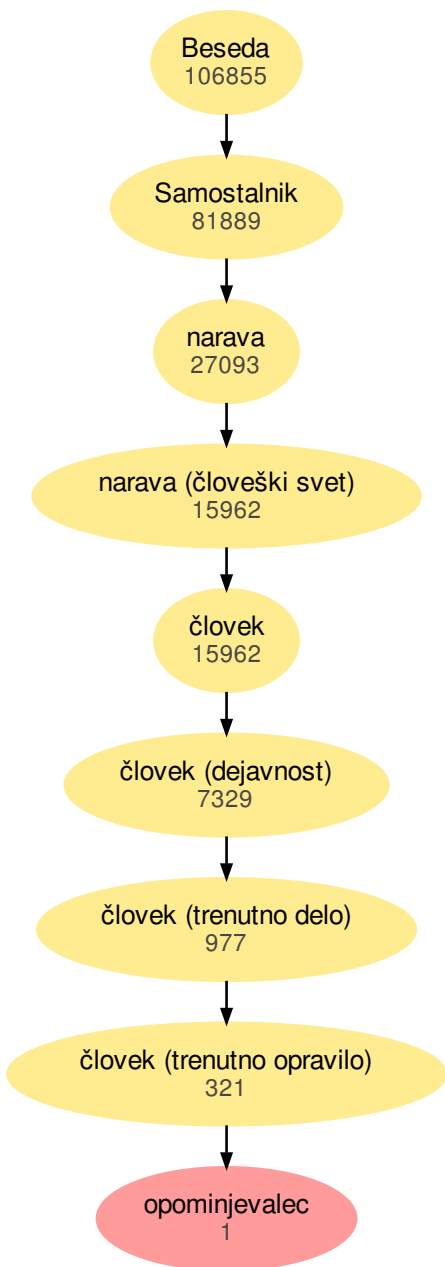 Beseda
106855
Samostalnik
81889
narava
27093
narava (človeški svet)
15962
človek
15962
človek (dejavnost)
7329
človek (trenutno delo)
977
človek (trenutno opravilo)
321
opominjevalec
1